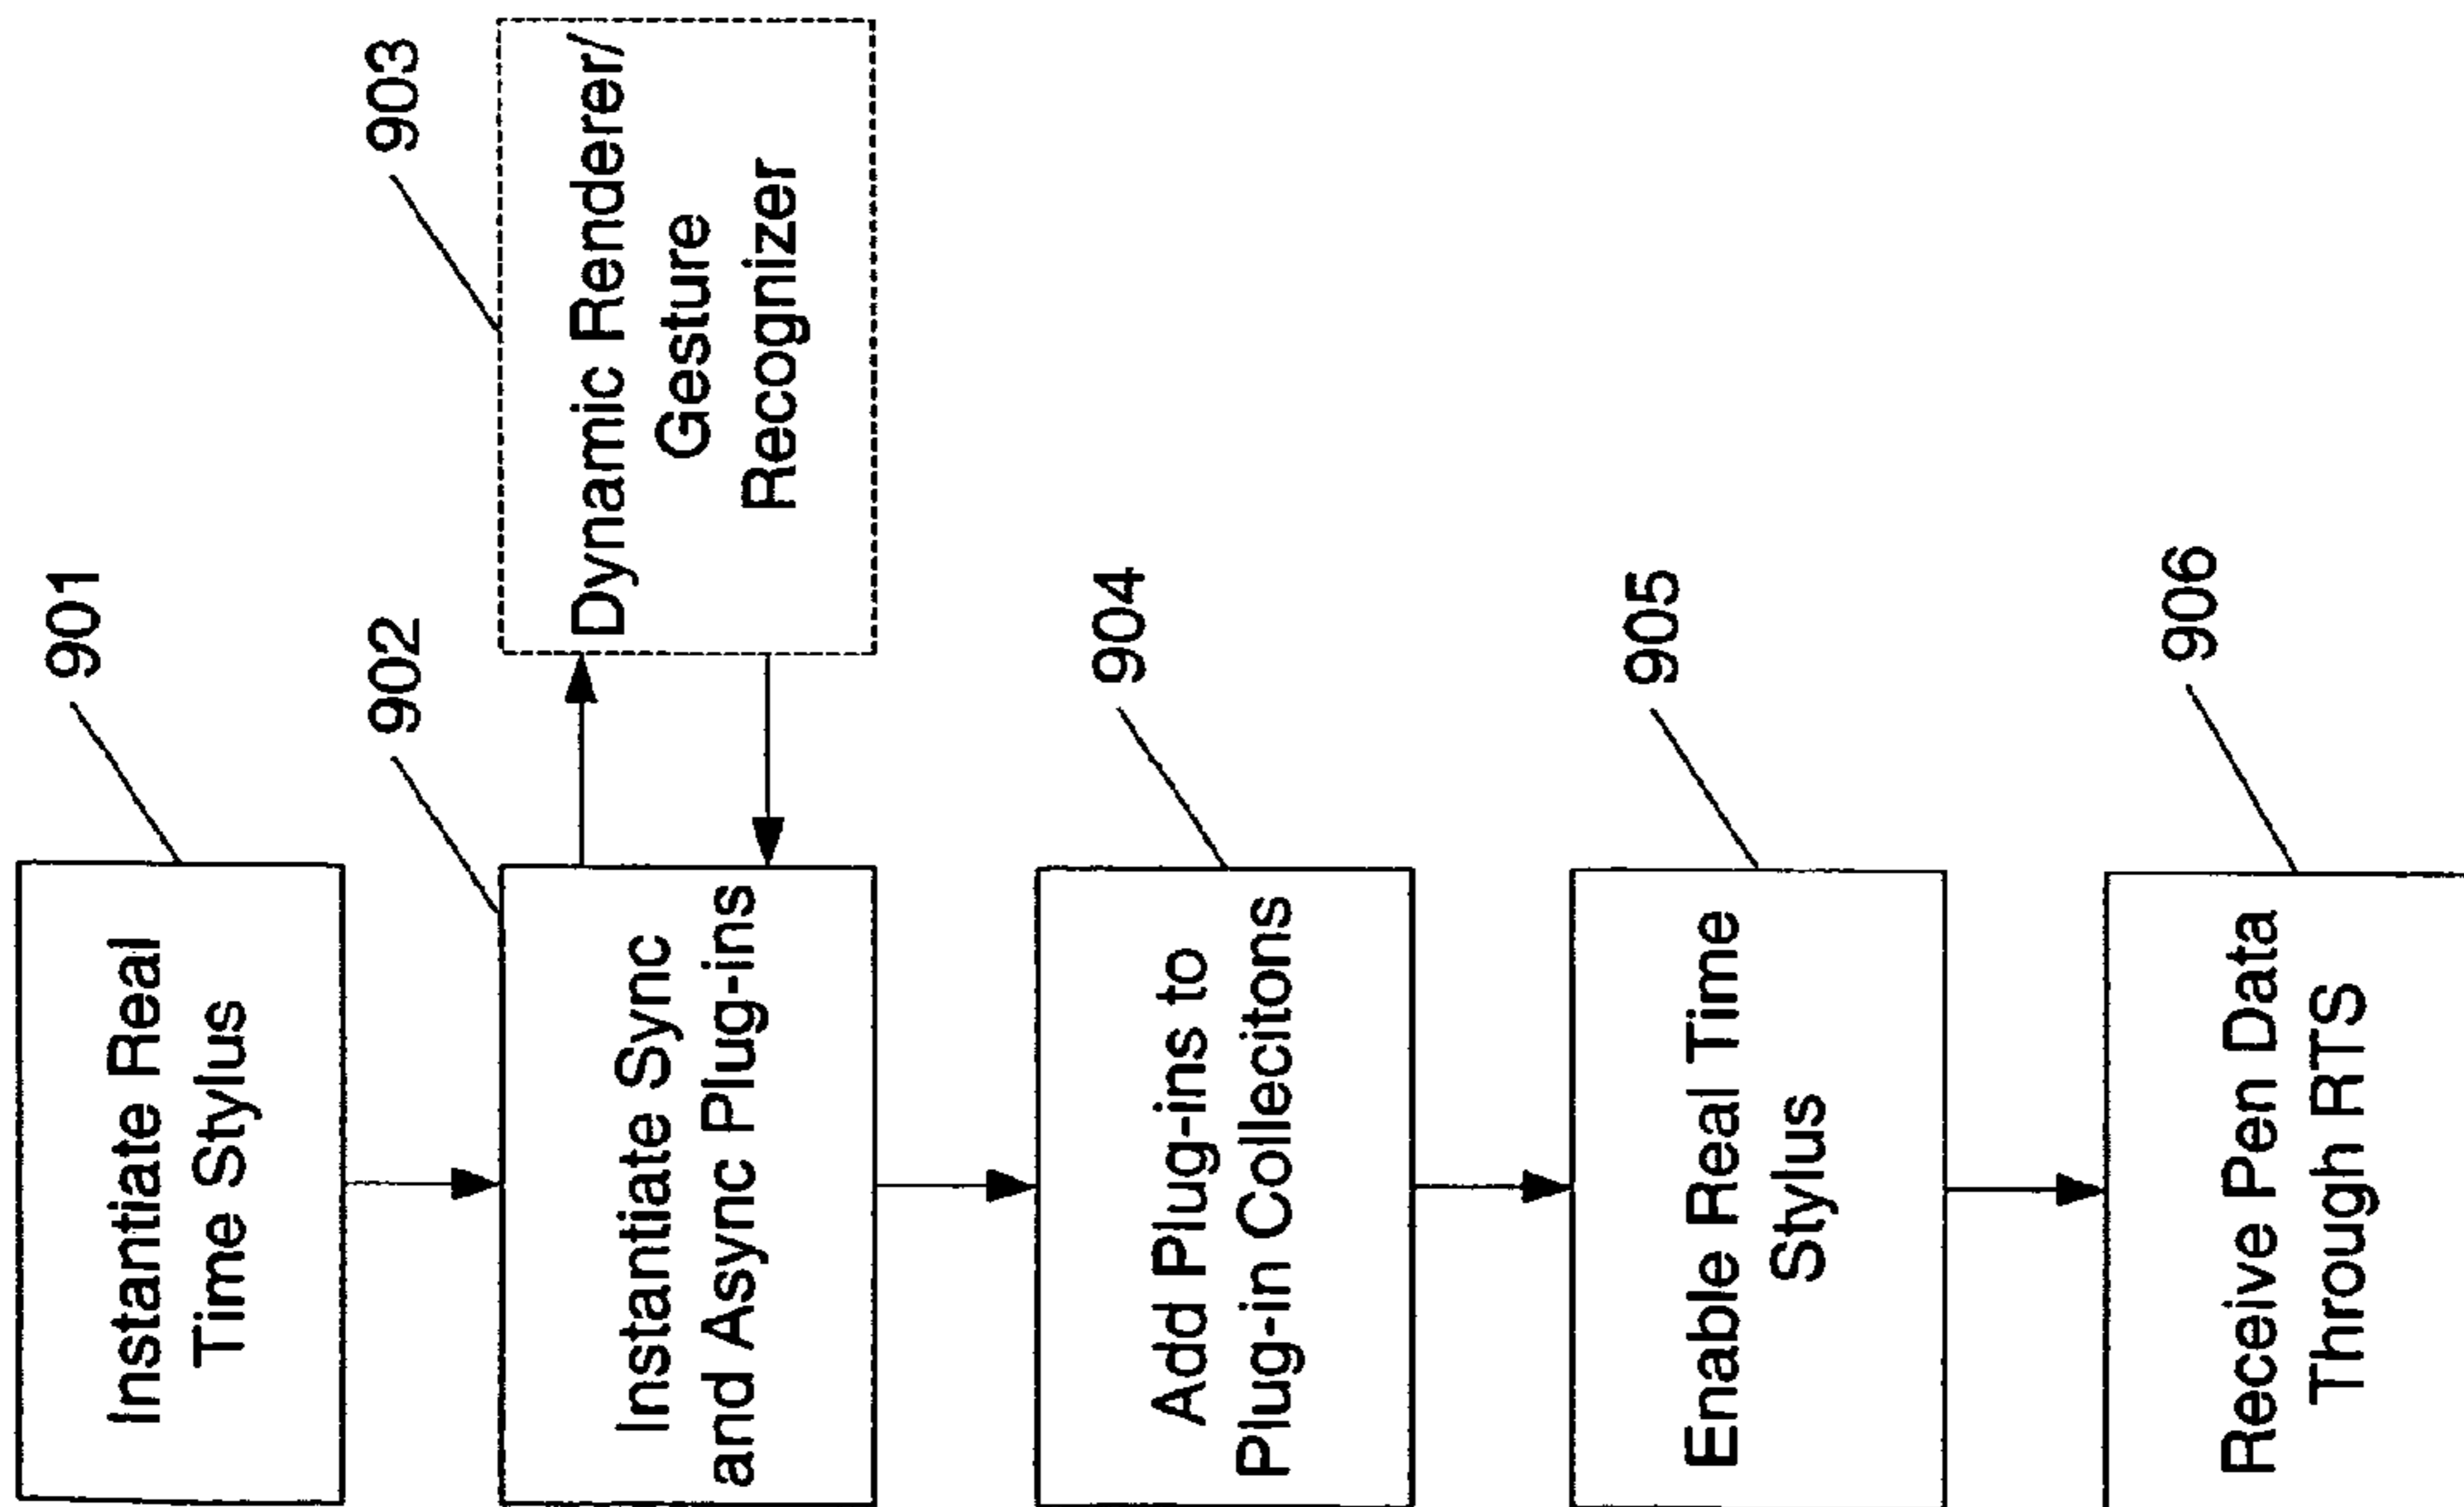 901
Instantiate Real
Time Stylus
902
Instantiate Sync
and Async Plug-ins
903
Dynamic Renderer/
Gesture
Recognizer
904
Add Plug-ins to
Plug-in Collecitons
905
Enable Real Time
Stylus
906
Receive Pen Data
Through RTS